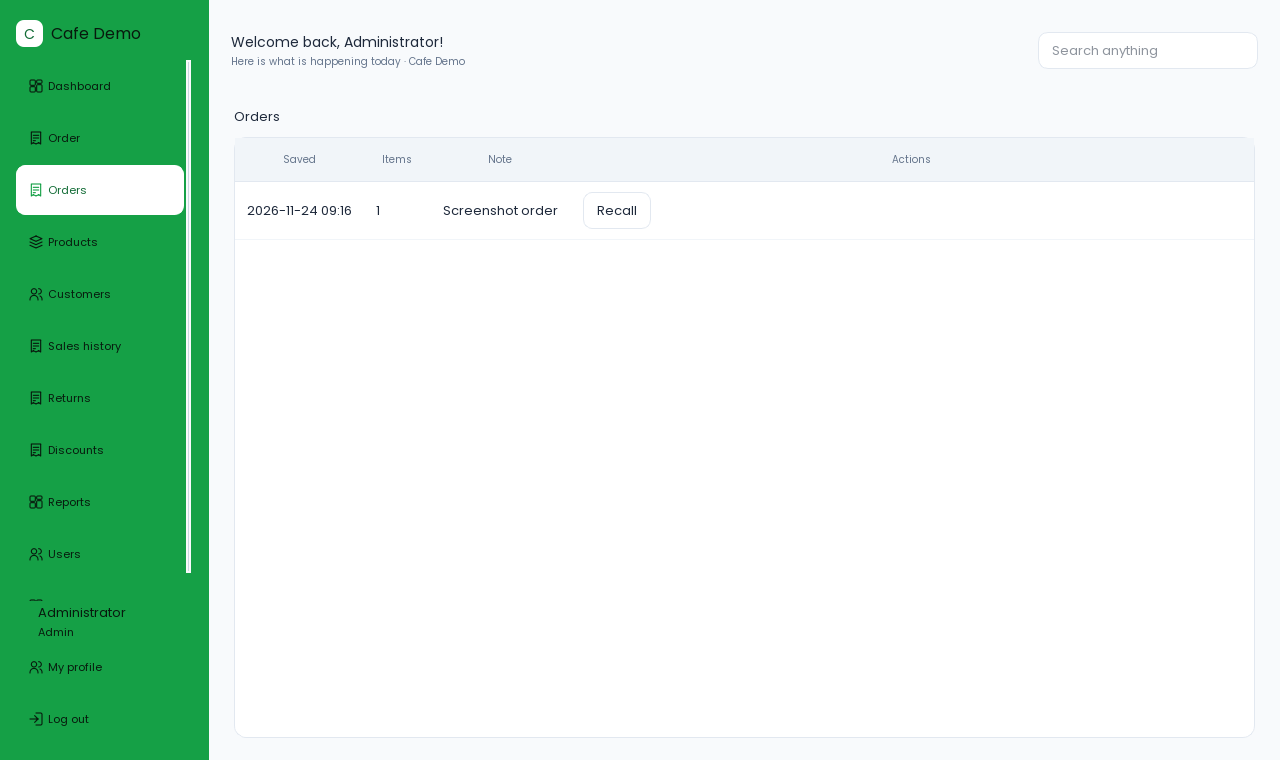 C Cafe Demo
Dashboard
Order
Orders
Products
Customers
Sales history
Returns
Discounts
Reports
Users
Administrator
Admin
My profile
Log out
Welcome back, Administrator!
Here is what is happening today · Cafe Demo
Search anything
Orders
Saved Items Note Actions
2026-11-24 09:16 1 Screenshot order Recall